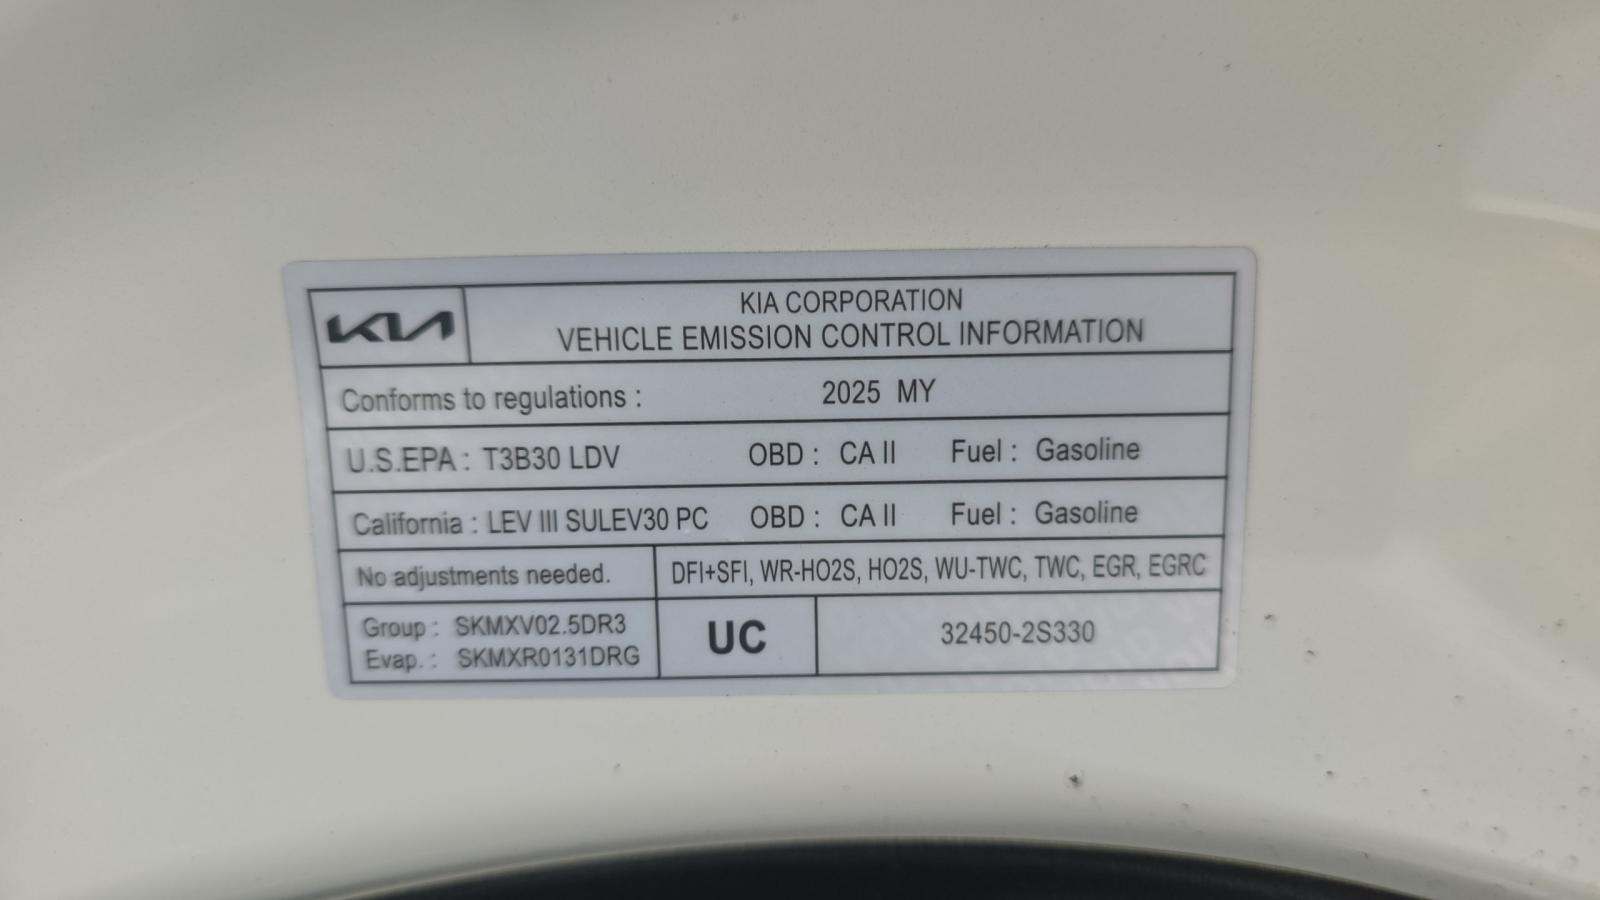 KIA
KIA CORPORATION
VEHICLE EMISSION CONTROL INFORMATION
Conforms to regulations : 2025 MY
U.S.EPA : T3B30 LDV OBD : CA II Fuel : Gasoline
California : LEV III SULEV30 PC OBD : CA II Fuel : Gasoline
No adjustments needed. DFI+SFI, WR-HO2S, HO2S, WU-TWC, TWC, EGR, EGRC
Group : SKMXV02.5DR3
Evap. : SKMXR0131DRG
UC
32450-2S330